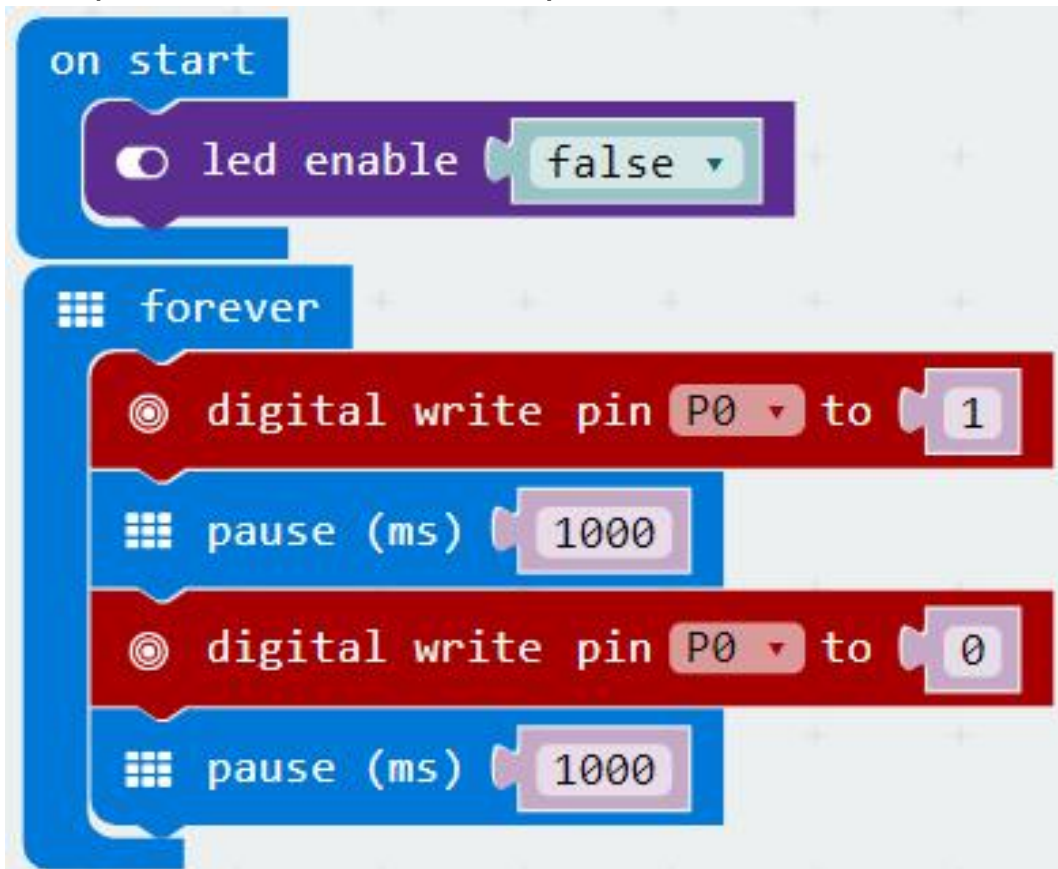 on start
led enable false
forever
digital write pin P0 to 1
pause (ms) 1000
digital write pin P0 to 0
pause (ms) 1000